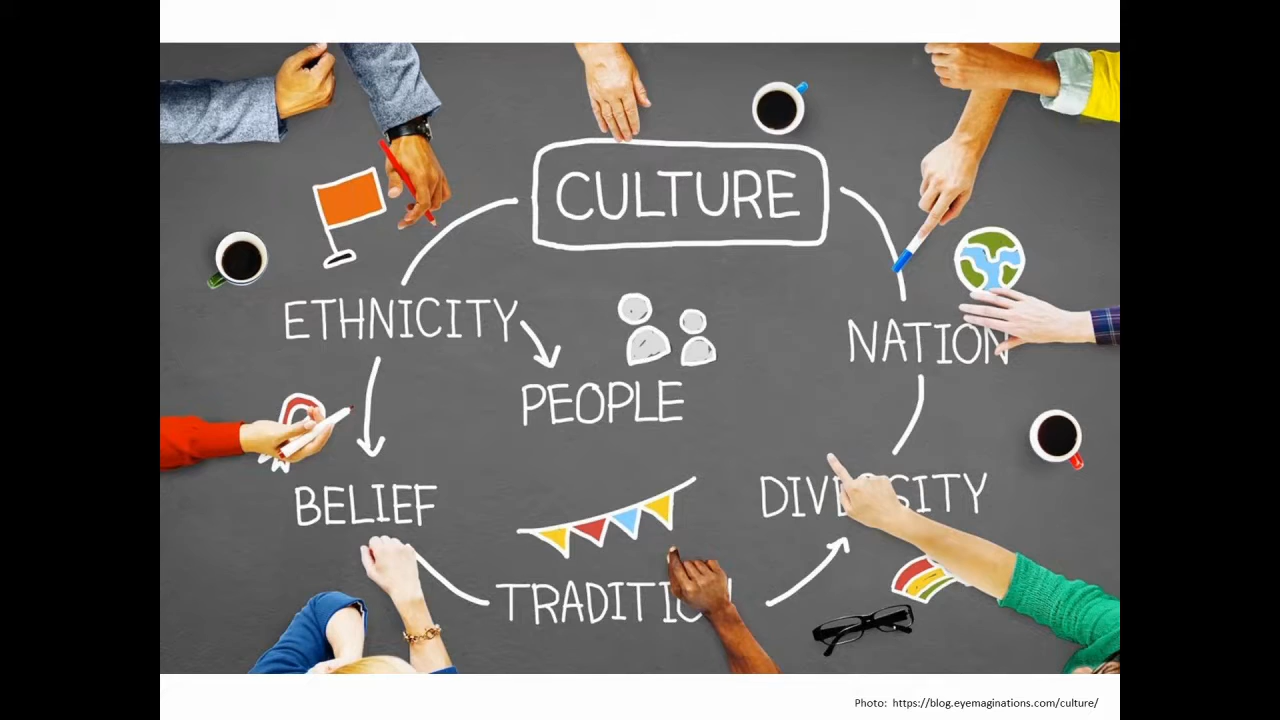 CULTURE
ETHNICITY
NATION
PEOPLE
BELIEF
DIVERSITY
TRADITION
Photo: https://blog.eyemaginations.com/culture/